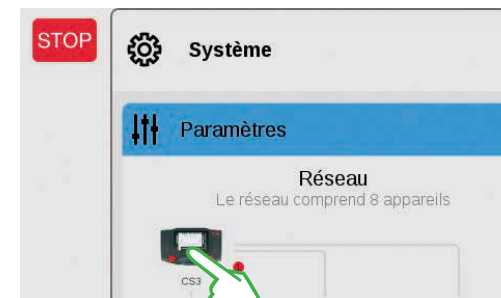 STOP
Système
Paramètres
Réseau
Le réseau comprend 8 appareils
CS3